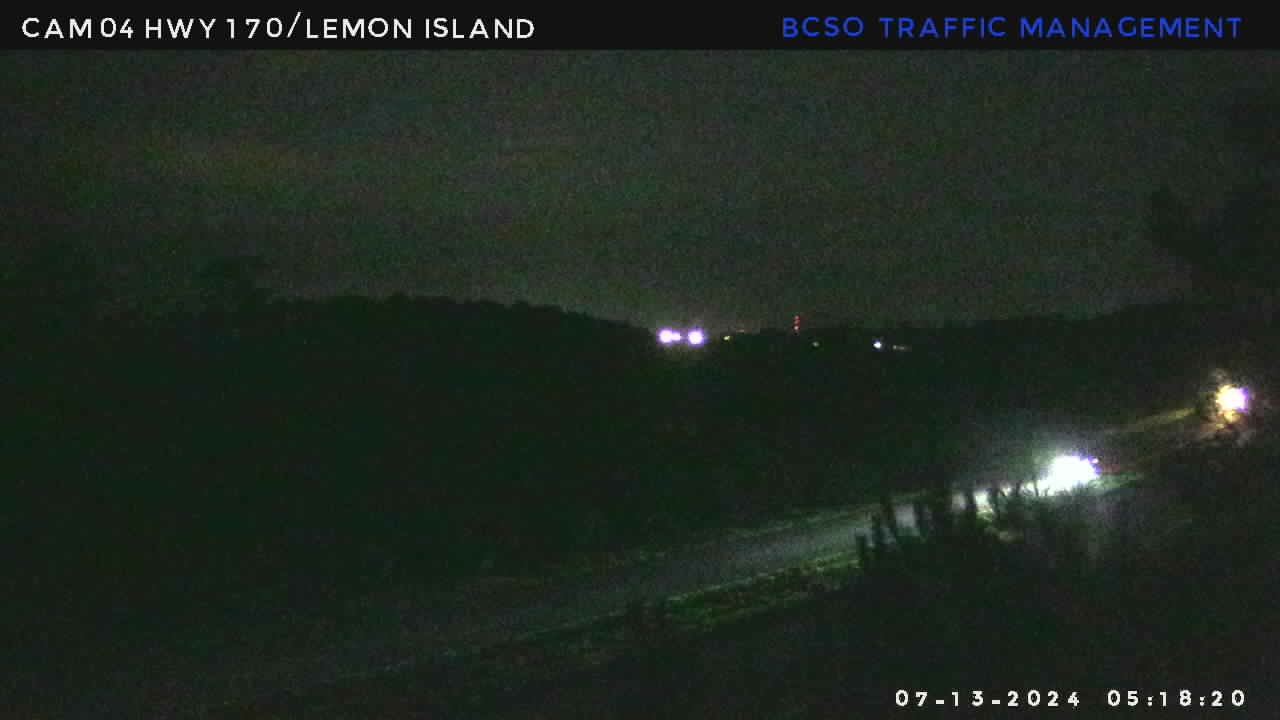 CAM04 HWY 170/LEMON ISLAND
BCSO TRAFFIC MANAGEMENT
07-13-2024 05:18:20